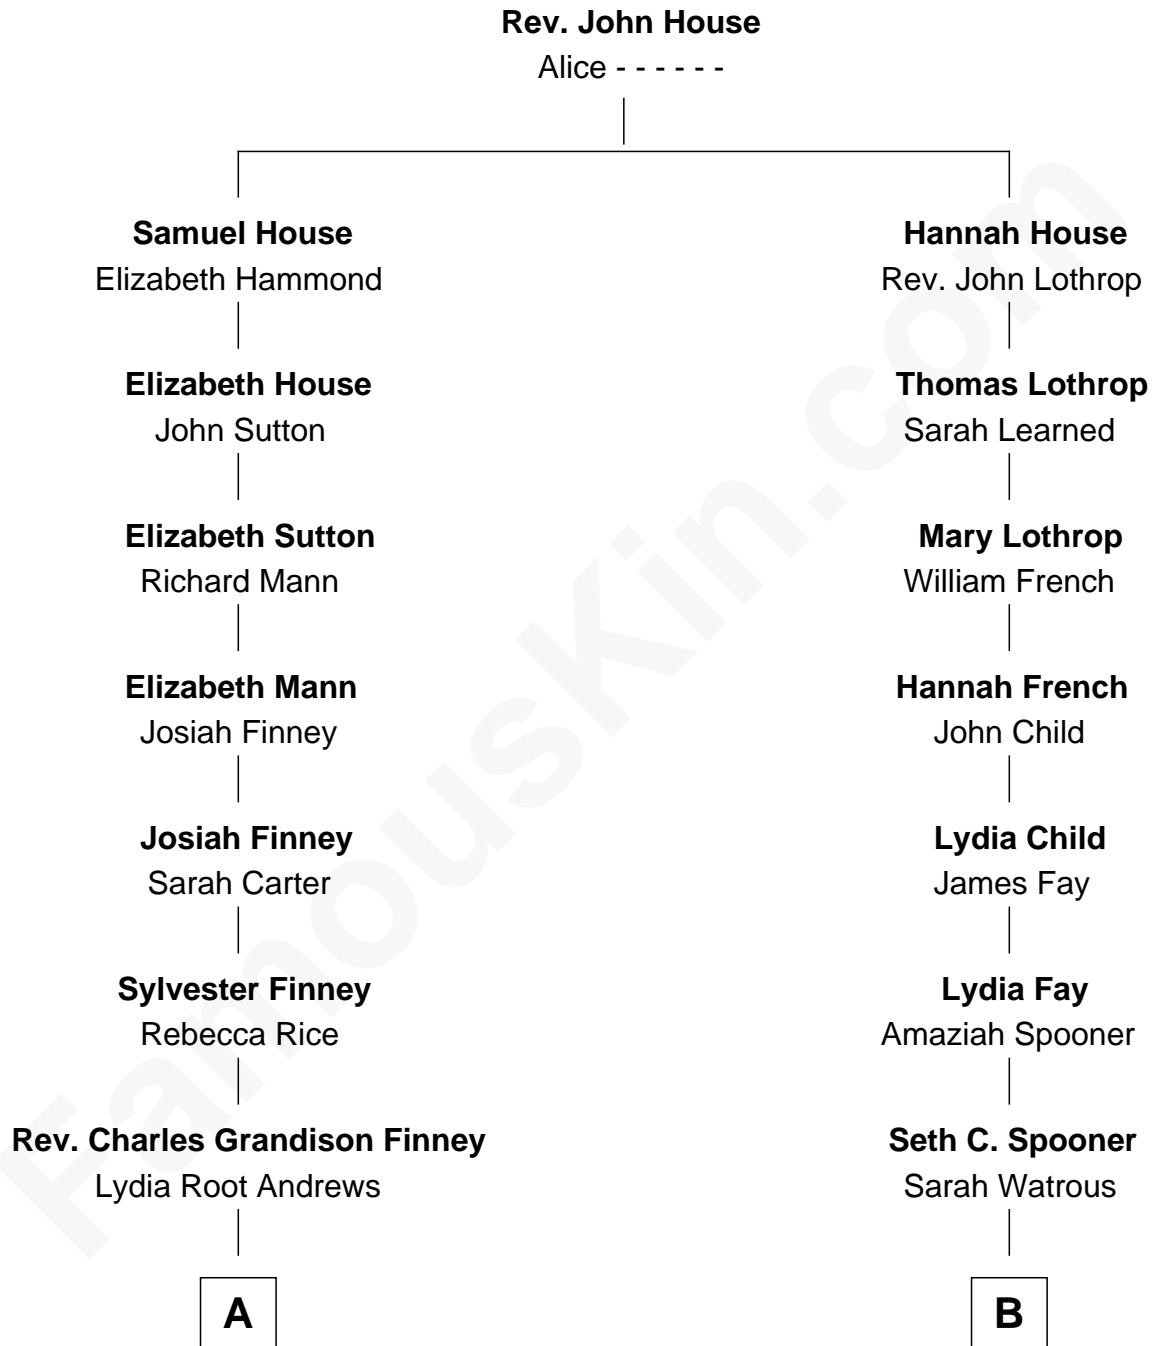 Rev. John House
Alice - - - - - -
Samuel House
Elizabeth Hammond
Hannah House
Rev. John Lothrop
Elizabeth House
John Sutton
Thomas Lothrop
Sarah Learned
Elizabeth Sutton
Richard Mann
Mary Lothrop
William French
Elizabeth Mann
Josiah Finney
Hannah French
John Child
Josiah Finney
Sarah Carter
Lydia Child
James Fay
Sylvester Finney
Rebecca Rice
Lydia Fay
Amaziah Spooner
Rev. Charles Grandison Finney
Lydia Root Andrews
Seth C. Spooner
Sarah Watrous
A
B
FamousKin.com